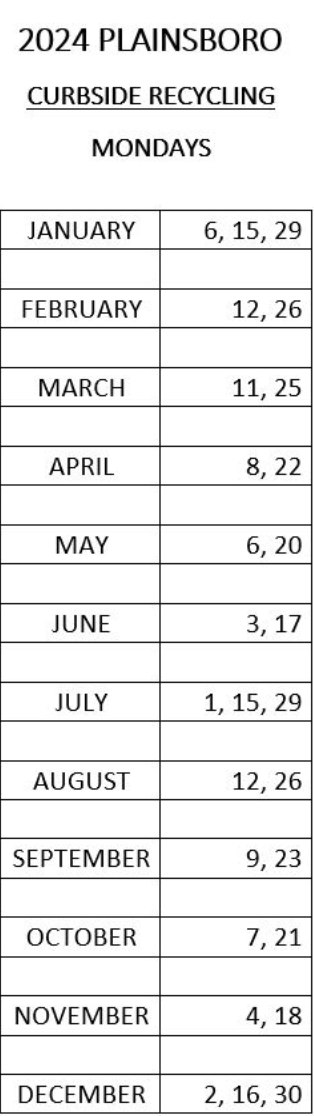 2024 PLAINSBORO
CURBSIDE RECYCLING
MONDAYS
JANUARY 6, 15, 29
FEBRUARY 12, 26
MARCH 11, 25
APRIL 8, 22
MAY 6, 20
JUNE 3, 17
JULY 1, 15, 29
AUGUST 12, 26
SEPTEMBER 9, 23
OCTOBER 7, 21
NOVEMBER 4, 18
DECEMBER 2, 16, 30